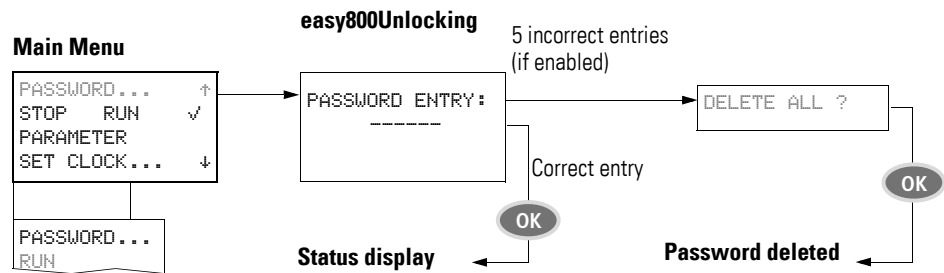 easy800Unlocking
Main Menu
5 incorrect entries
(if enabled)
PASSWORD... ↑
STOP RUN √
PARAMETER
SET CLOCK... ↓
PASSWORD ENTRY:
------
DELETE ALL ?
Correct entry
OK
OK
PASSWORD...
RUN
Status display
Password deleted